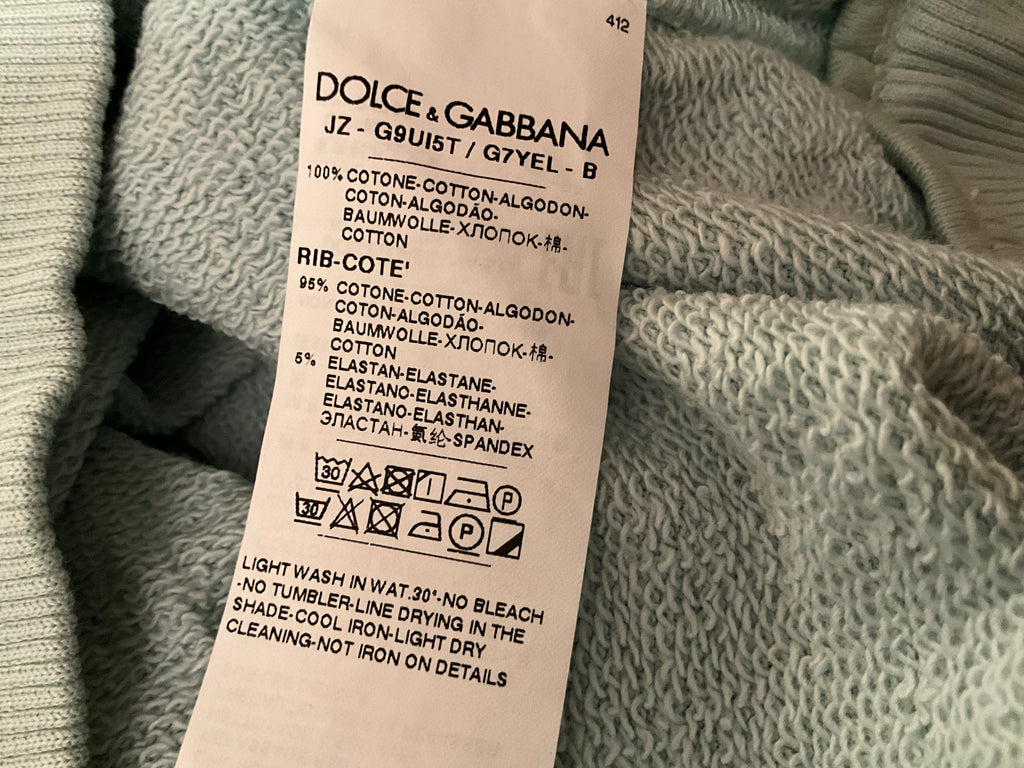 412
DOLCE & GABBANA
JZ - G9UI5T / G7YEL - B
100% COTONE-COTTON-ALGODON-
COTON-ALGODÃO-
BAUMWOLLE-ХЛОПОК-棉-
COTTON
RIB-COTE'
95% COTONE-COTTON-ALGODON-
COTON-ALGODÃO-
BAUMWOLLE-ХЛОПОК-棉-
COTTON
5% ELASTAN-ELASTANE-
ELASTANO-ELASTHANNE-
ELASTANO-ELASTHAN-
ЭЛАСТАН-氨纶-SPANDEX
30 P
30 P
LIGHT WASH IN WAT.30°-NO BLEACH
-NO TUMBLER-LINE DRYING IN THE
SHADE-COOL IRON-LIGHT DRY
CLEANING-NOT IRON ON DETAILS